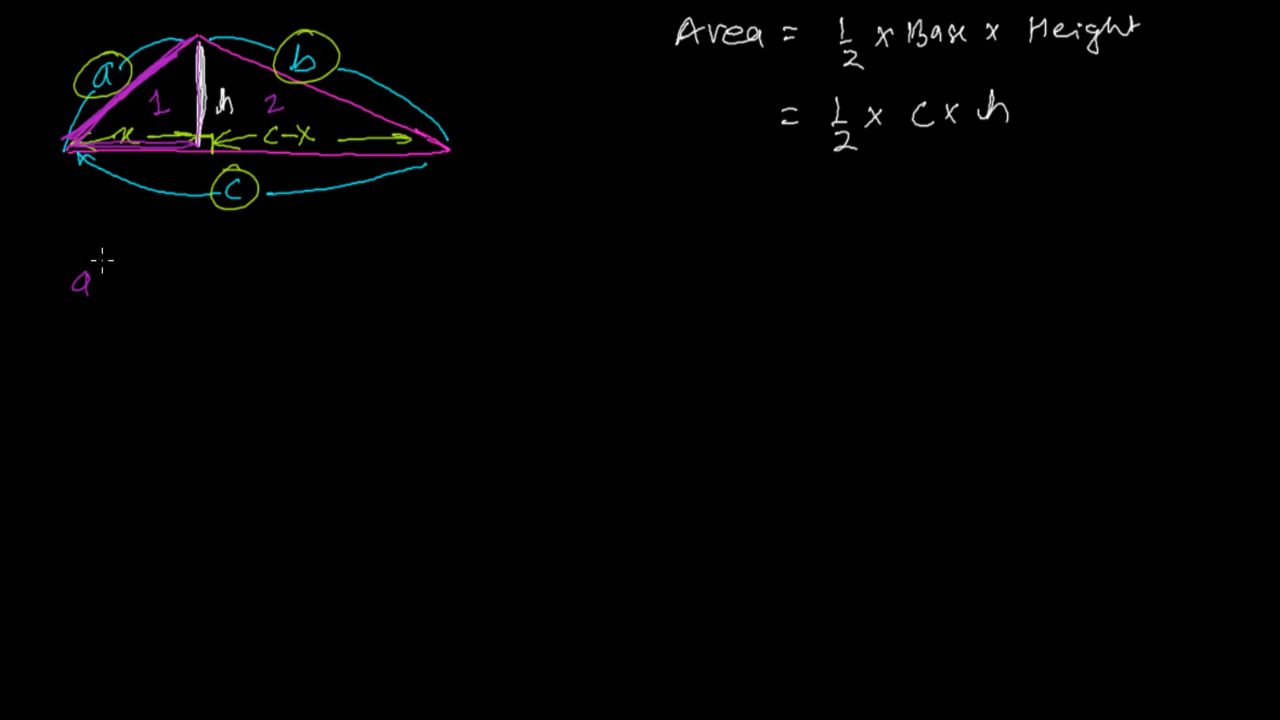 a b
1 h 2
x c-x
c
a
Area = 1/2 x Base x Height
= 1/2 x c x h